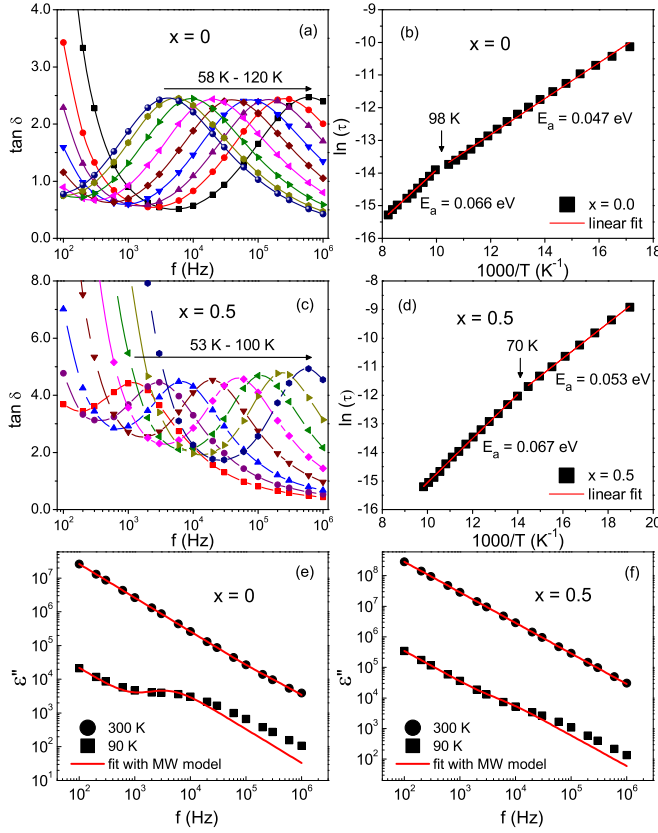 x = 0
(a)
58 K - 120 K
tan δ
4.0
3.2
2.4
1.6
0.8
0.0
10² 10³ 10⁴ 10⁵ 10⁶
f (Hz)
x = 0
(b)
98 K
Eₐ = 0.047 eV
Eₐ = 0.066 eV
x = 0.0
linear fit
ln (τ)
-9
-10
-11
-12
-13
-14
-15
-16
8 10 12 14 16 18
1000/T (K⁻¹)
x = 0.5
(c)
53 K - 100 K
tan δ
8.0
6.0
4.0
2.0
0.0
10² 10³ 10⁴ 10⁵ 10⁶
f (Hz)
x = 0.5
(d)
70 K
Eₐ = 0.053 eV
Eₐ = 0.067 eV
x = 0.5
linear fit
ln (τ)
-8
-9
-10
-11
-12
-13
-14
-15
-16
8 10 12 14 16 18 20
1000/T (K⁻¹)
(e)
x = 0
300 K
90 K
fit with MW model
ε"
10⁷
10⁶
10⁵
10⁴
10³
10²
10¹
10² 10³ 10⁴ 10⁵ 10⁶
f (Hz)
(f)
x = 0.5
300 K
90 K
fit with MW model
ε"
10⁸
10⁷
10⁶
10⁵
10⁴
10³
10²
10² 10³ 10⁴ 10⁵ 10⁶
f (Hz)